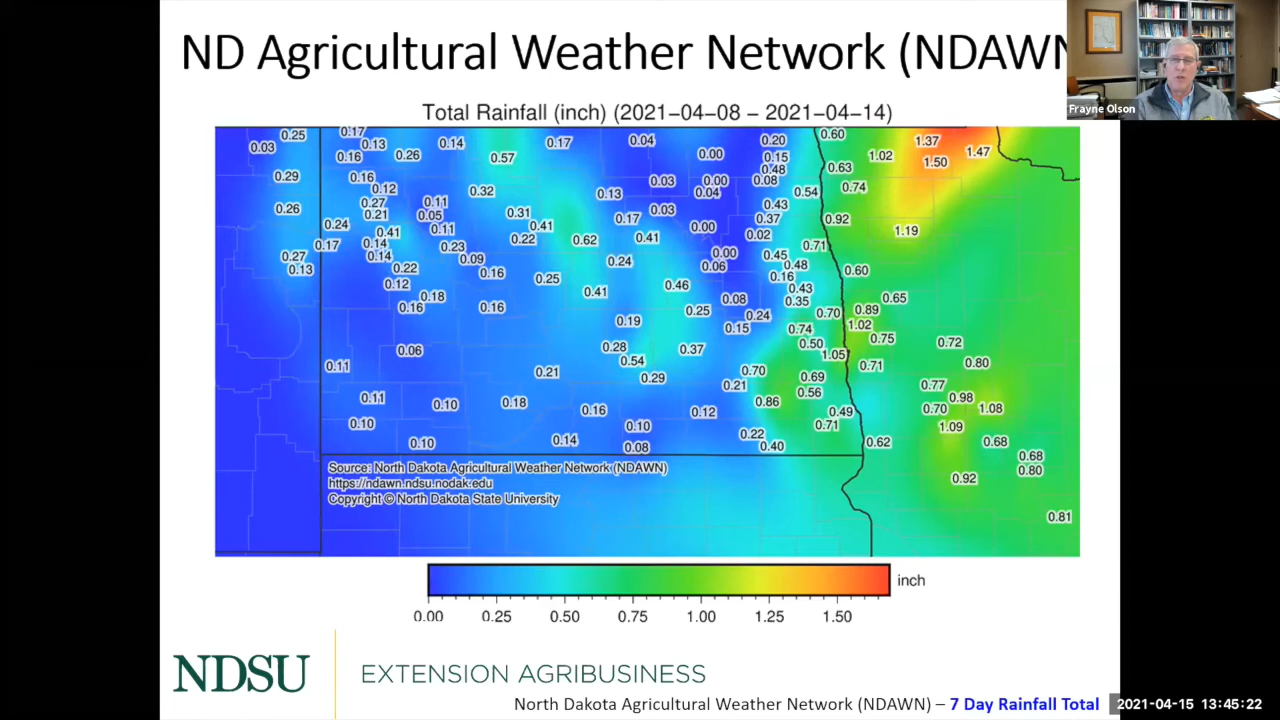 ND Agricultural Weather Network (NDAWN
Frayne Olson
Total Rainfall (inch) (2021-04-08 - 2021-04-14)
0.25 0.17 0.13 0.14 0.17 0.04 0.20 0.60 1.37
0.03 0.16 0.26 0.57 0.00 0.15 1.02 1.50 1.47
0.29 0.16 0.03 0.00 0.48 0.08 0.63
0.12 0.32 0.13 0.04 0.54 0.74
0.26 0.27 0.11 0.31 0.03 0.43
0.24 0.21 0.05 0.41 0.17 0.00 0.37 0.92 1.19
0.17 0.41 0.11 0.22 0.62 0.41 0.02
0.27 0.14 0.23 0.00 0.45 0.71
0.13 0.14 0.09 0.24 0.06 0.48 0.60
0.22 0.16 0.25 0.16
0.12 0.41 0.46 0.43
0.18 0.08 0.35 0.65
0.16 0.16 0.25 0.24 0.70 0.89
0.19 0.15 0.74 1.02
0.06 0.28 0.37 0.50 0.75 0.72
0.11 0.54 1.05 0.71 0.80
0.21 0.29 0.70 0.69
0.21 0.56 0.77
0.11 0.10 0.18 0.16 0.12 0.86 0.49 0.70 0.98 1.08
0.10 0.10 0.71 1.09
0.10 0.14 0.08 0.22 0.40 0.62 0.68
0.68
0.80
0.92
0.81
Source: North Dakota Agricultural Weather Network (NDAWN)
https://ndawn.ndsu.nodak.edu
Copyright © North Dakota State University
inch
0.00 0.25 0.50 0.75 1.00 1.25 1.50
NDSU EXTENSION AGRIBUSINESS
North Dakota Agricultural Weather Network (NDAWN) – 7 Day Rainfall Total
2021-04-15 13:45:22